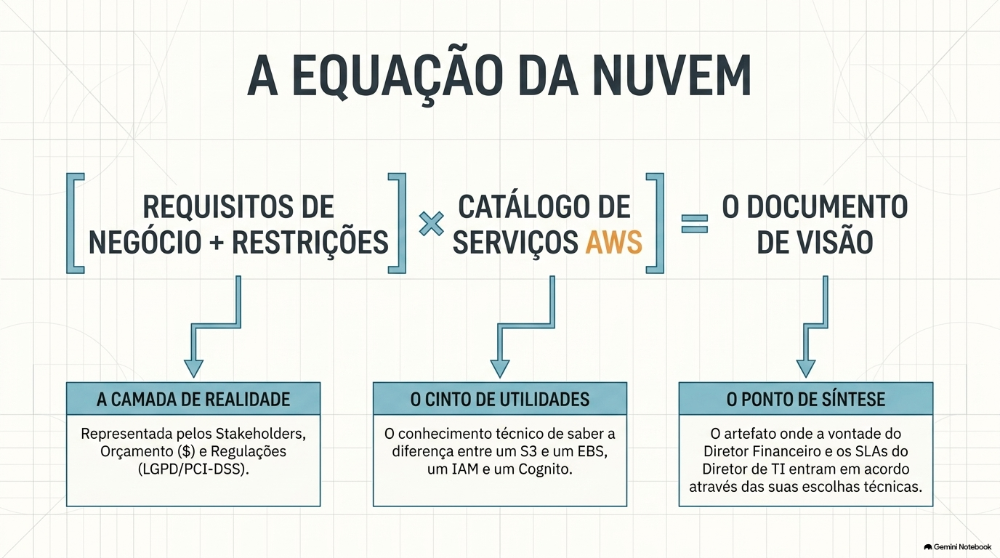 A EQUAÇÃO DA NUVEM
REQUISITOS DE
NEGÓCIO + RESTRIÇÕES
×
CATÁLOGO DE
SERVIÇOS AWS
=
O DOCUMENTO
DE VISÃO
A CAMADA DE REALIDADE
Representada pelos Stakeholders,
Orçamento ($) e Regulações
(LGPD/PCI-DSS).
O CINTO DE UTILIDADES
O conhecimento técnico de saber a
diferença entre um S3 e um EBS,
um IAM e um Cognito.
O PONTO DE SÍNTESE
O artefato onde a vontade do
Diretor Financeiro e os SLAs do
Diretor de TI entram em acordo
através das suas escolhas técnicas.
Gemini Notebook